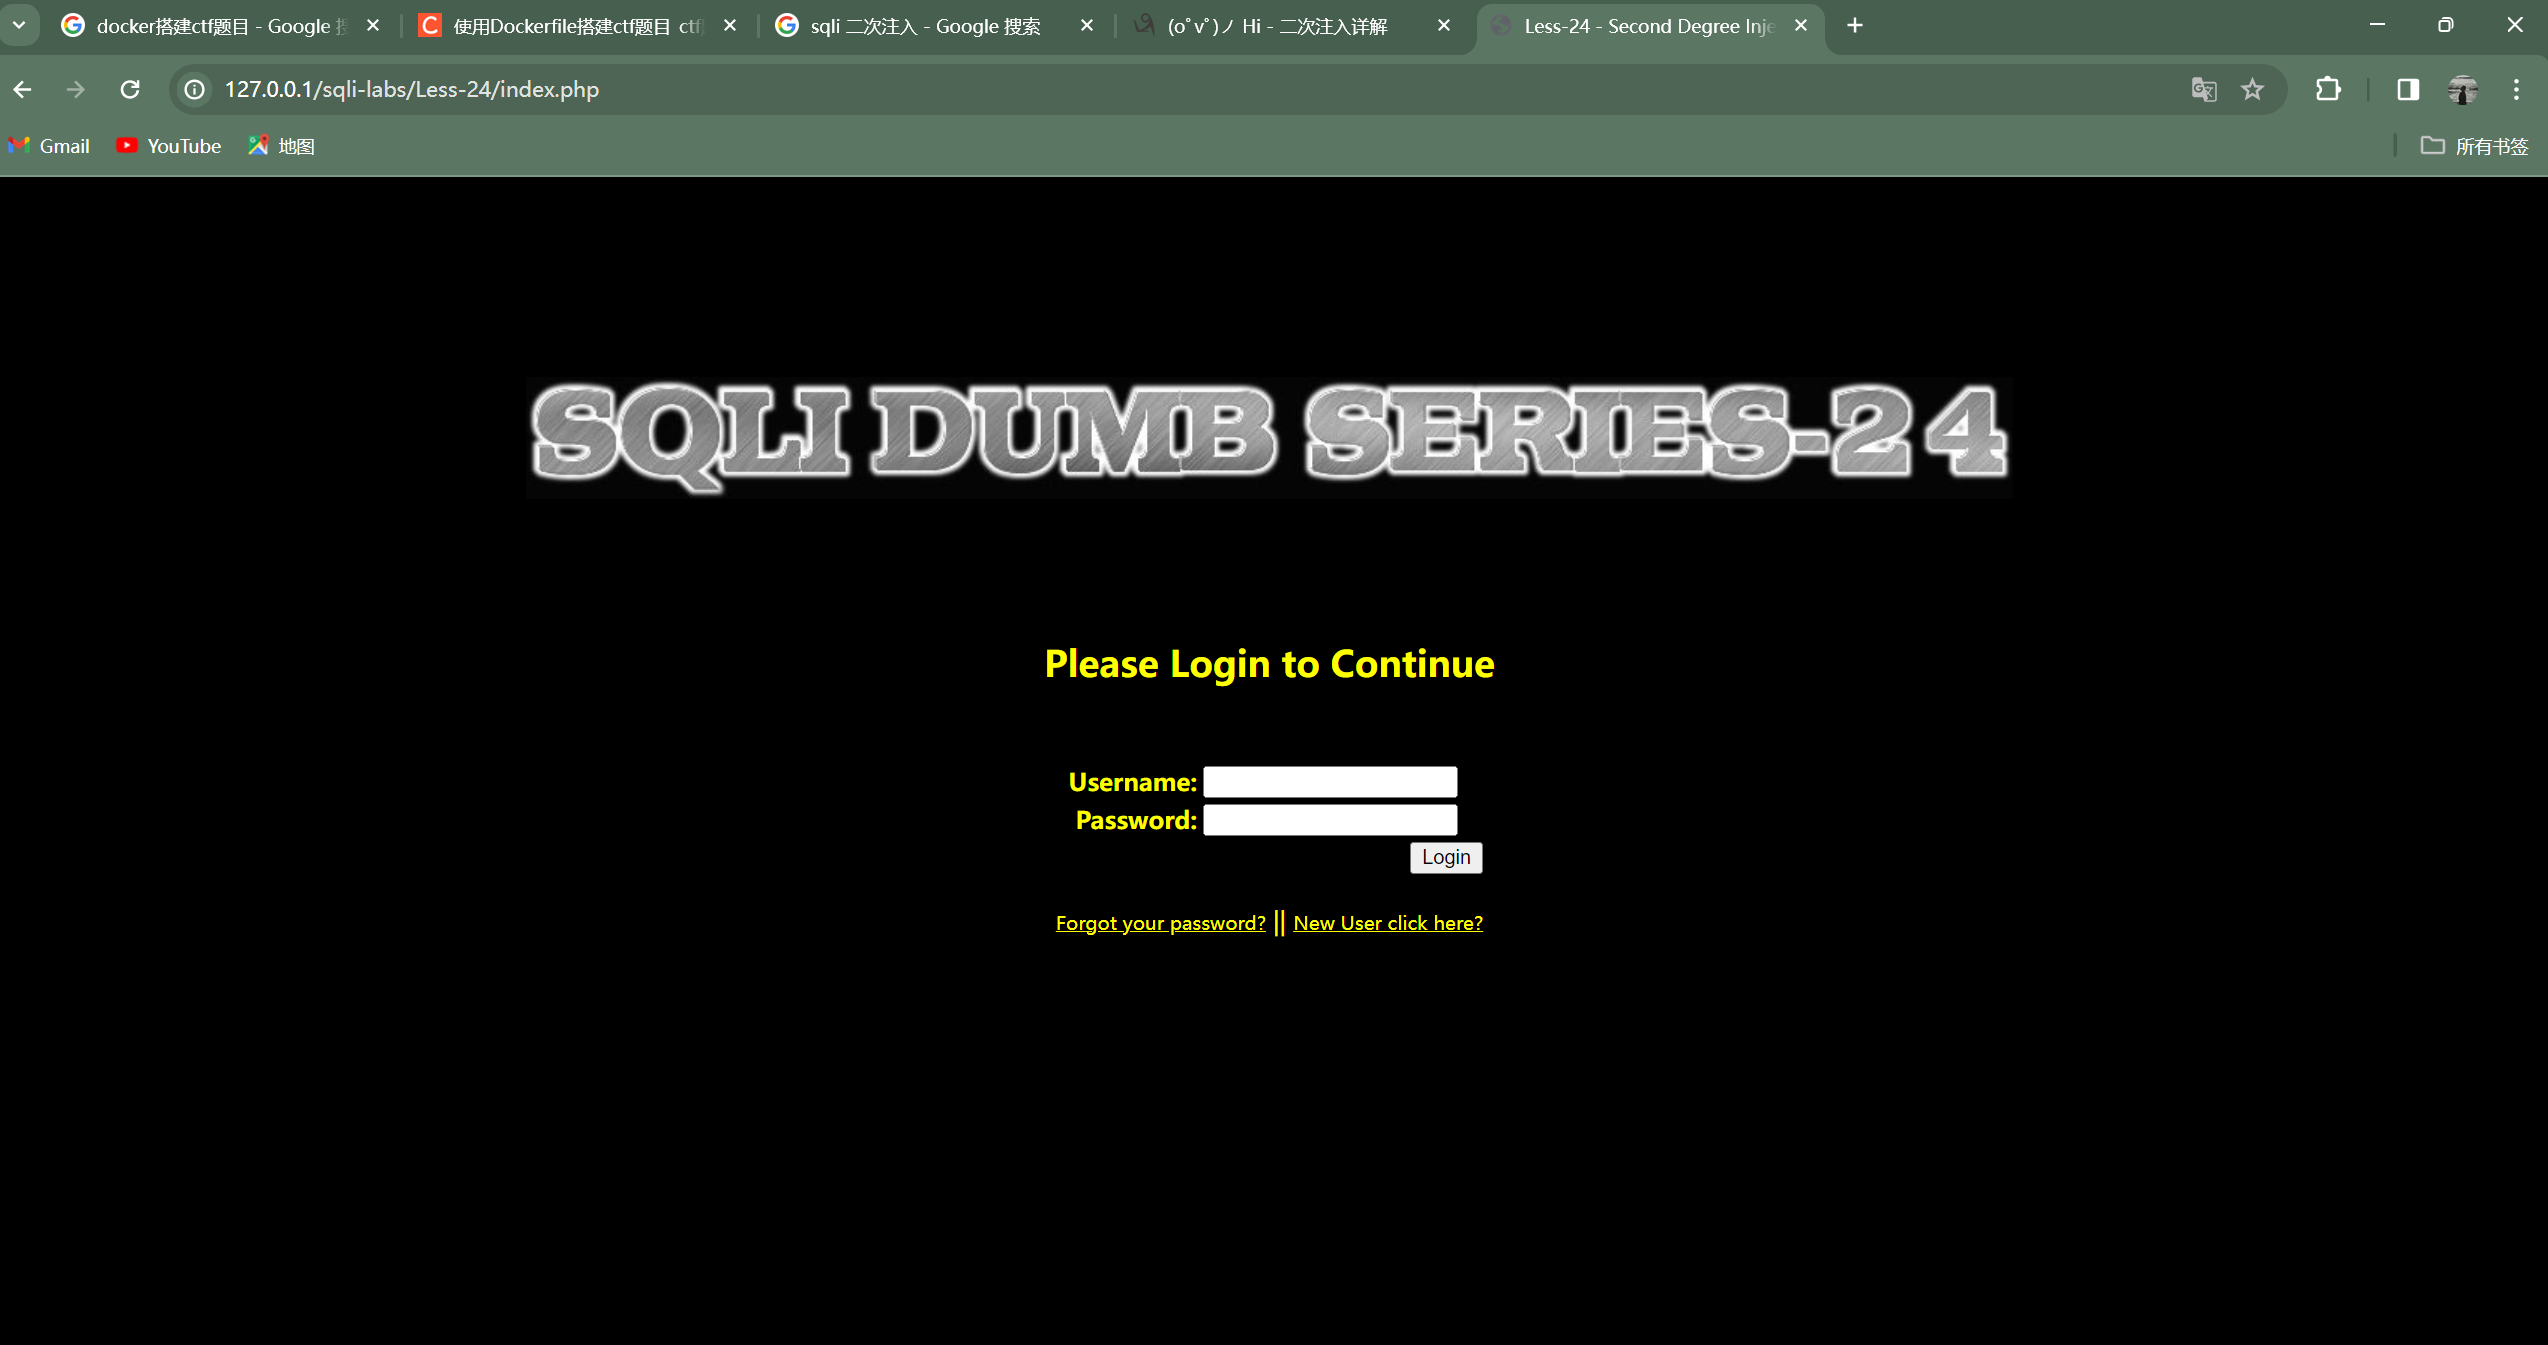 docker搭建ctf题目 - Google
使用Dockerfile搭建ctf题目
sqli 二次注入 - Google 搜索
(oﾟvﾟ)ノ Hi - 二次注入详解
Less-24 - Second Degree Inje
127.0.0.1/sqli-labs/Less-24/index.php
Gmail
YouTube
地图
所有书签
SQLI DUMB SERIES-24
Please Login to Continue
Username:
Password:
Login
Forgot your password? || New User click here?